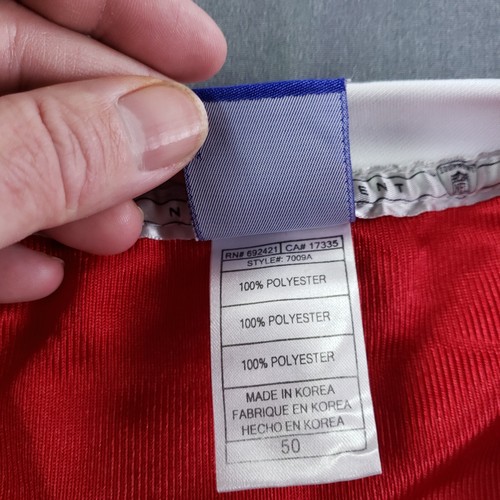 N
ENT
RN# 692421 CA# 17335
STYLE#: 7009A
100% POLYESTER
100% POLYESTER
100% POLYESTER
MADE IN KOREA
FABRIQUE EN KOREA
HECHO EN KOREA
50